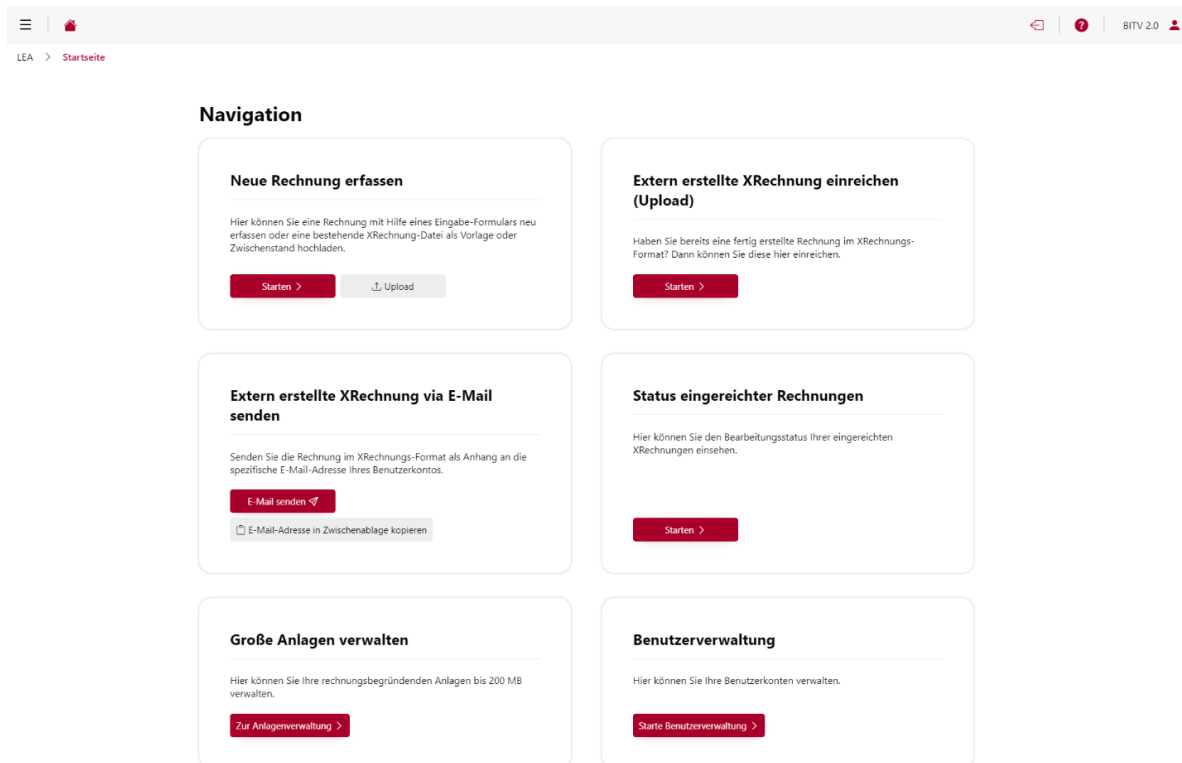 BITV 2.0
LEA > Startseite
Navigation
Neue Rechnung erfassen
Hier können Sie eine Rechnung mit Hilfe eines Eingabe-Formulars neu
erfassen oder eine bestehende XRechnung-Datei als Vorlage oder
Zwischenstand hochladen.
Starten >
Upload
Extern erstellte XRechnung einreichen
(Upload)
Haben Sie bereits eine fertig erstellte Rechnung im XRechnungs-
Format? Dann können Sie diese hier einreichen.
Starten >
Extern erstellte XRechnung via E-Mail
senden
Senden Sie die Rechnung im XRechnungs-Format als Anhang an die
spezifische E-Mail-Adresse Ihres Benutzerkontos.
E-Mail senden
E-Mail-Adresse in Zwischenablage kopieren
Status eingereichter Rechnungen
Hier können Sie den Bearbeitungsstatus Ihrer eingereichten
XRechnungen einsehen.
Starten >
Große Anlagen verwalten
Hier können Sie Ihre rechnungsbegründenden Anlagen bis 200 MB
verwalten.
Zur Anlagenverwaltung >
Benutzerverwaltung
Hier können Sie Ihre Benutzerkonten verwalten.
Starte Benutzerverwaltung >